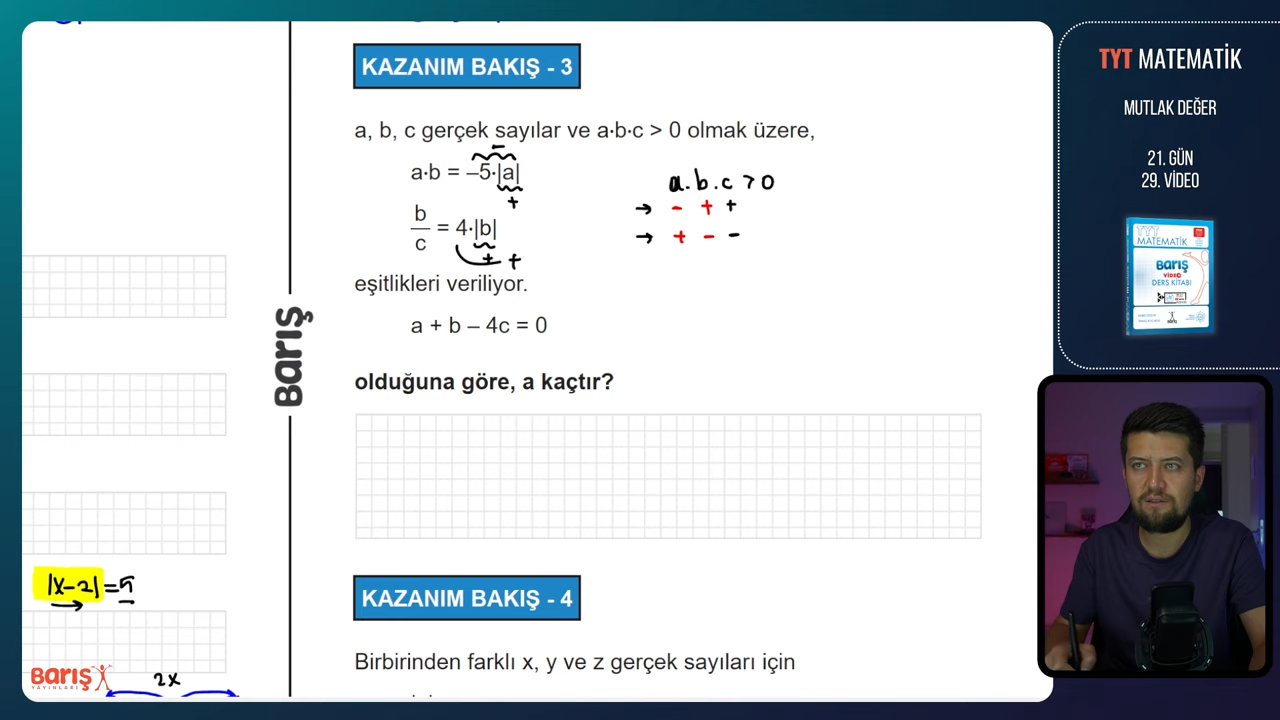 KAZANIM BAKIŞ - 3
a, b, c gerçek sayılar ve a·b·c > 0 olmak üzere,
a·b = –5·|a|
–
+
b/c = 4·|b|
+ +
a.b.c > 0
→ - + +
→ + - -
eşitlikleri veriliyor.
a + b – 4c = 0
olduğuna göre, a kaçtır?
KAZANIM BAKIŞ - 4
Birbirinden farklı x, y ve z gerçek sayıları için
Barış
|x-2| = 5
2x
Barış
YAYINLARI
TYT MATEMATİK
MUTLAK DEĞER
21. GÜN
29. VİDEO
TYT
MATEMATİK
Barış
VİDEO
DERS KİTABI